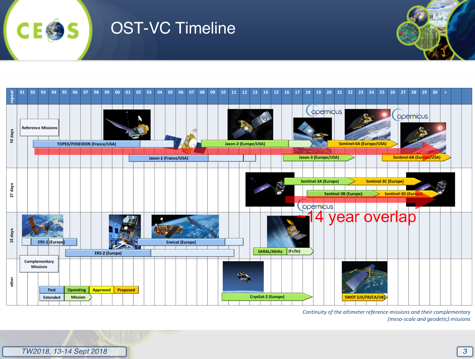 CEOS
OST-VC Timeline
repeat 91 92 93 94 95 96 97 98 99 00 01 02 03 04 05 06 07 08 09 10 11 12 13 14 15 16 17 18 19 20 21 22 23 24 25 26 27 28 29 30 +
10 days
Reference Missions
opernicus
opernicus
TOPEX/POSEIDON (France/USA)
Jason-2 (Europe/USA)
Sentinel-6A (Europe/USA)
Jason-1 (France/USA)
Jason-3 (Europe/USA)
Sentinel-6B (Europe/USA)
27 days
Sentinel-3A (Europe)
Sentinel-3C (Europe)
Sentinel-3B (Europe)
Sentinel-3D (Europe)
opernicus
~14 year overlap
35 days
ERS-1 (Europe)
Envisat (Europe)
ERS-2 (Europe)
SARAL/AltiKa
(Fr/In)
other
Complementary
Missions
Past
Operating
Approved
Proposed
Extended
Mission
CryoSat-2 (Europe)
SWOT (US/FR/CA/UK)
Continuity of the altimeter reference missions and their complementary
(meso-scale and geodetic) missions
TW2018, 13-14 Sept 2018
3